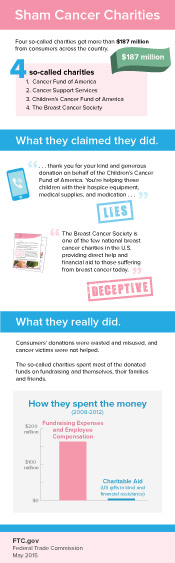 Sham Cancer Charities
Four so-called charities got more than $187 million
from consumers across the country.
$187 million
4 so-called charities
1. Cancer Fund of America
2. Cancer Support Services
3. Children's Cancer Fund of America
4. The Breast Cancer Society
What they claimed they did.
“ . . . thank you for your kind and generous
donation on behalf of the Children's Cancer
Fund of America. You're helping these
children with their hospice equipment,
medical supplies, and medication . . . ”
LIES
“ The Breast Cancer Society is
one of the few national breast
cancer charities in the U.S.
providing direct help and
financial aid to those suffering
from breast cancer today. ”
DECEPTIVE
What they really did.
Consumers' donations were wasted and misused, and
cancer victims were not helped.
The so-called charities spent most of the donated
funds on fundraising and themselves, their families
and friends.
How they spent the money
(2008-2012)
$200
million
$100
million
$0
Fundraising Expenses
and Employee
Compensation
Charitable Aid
(US gifts in kind and
financial assistance)
FTC.gov
Federal Trade Commission
May 2015